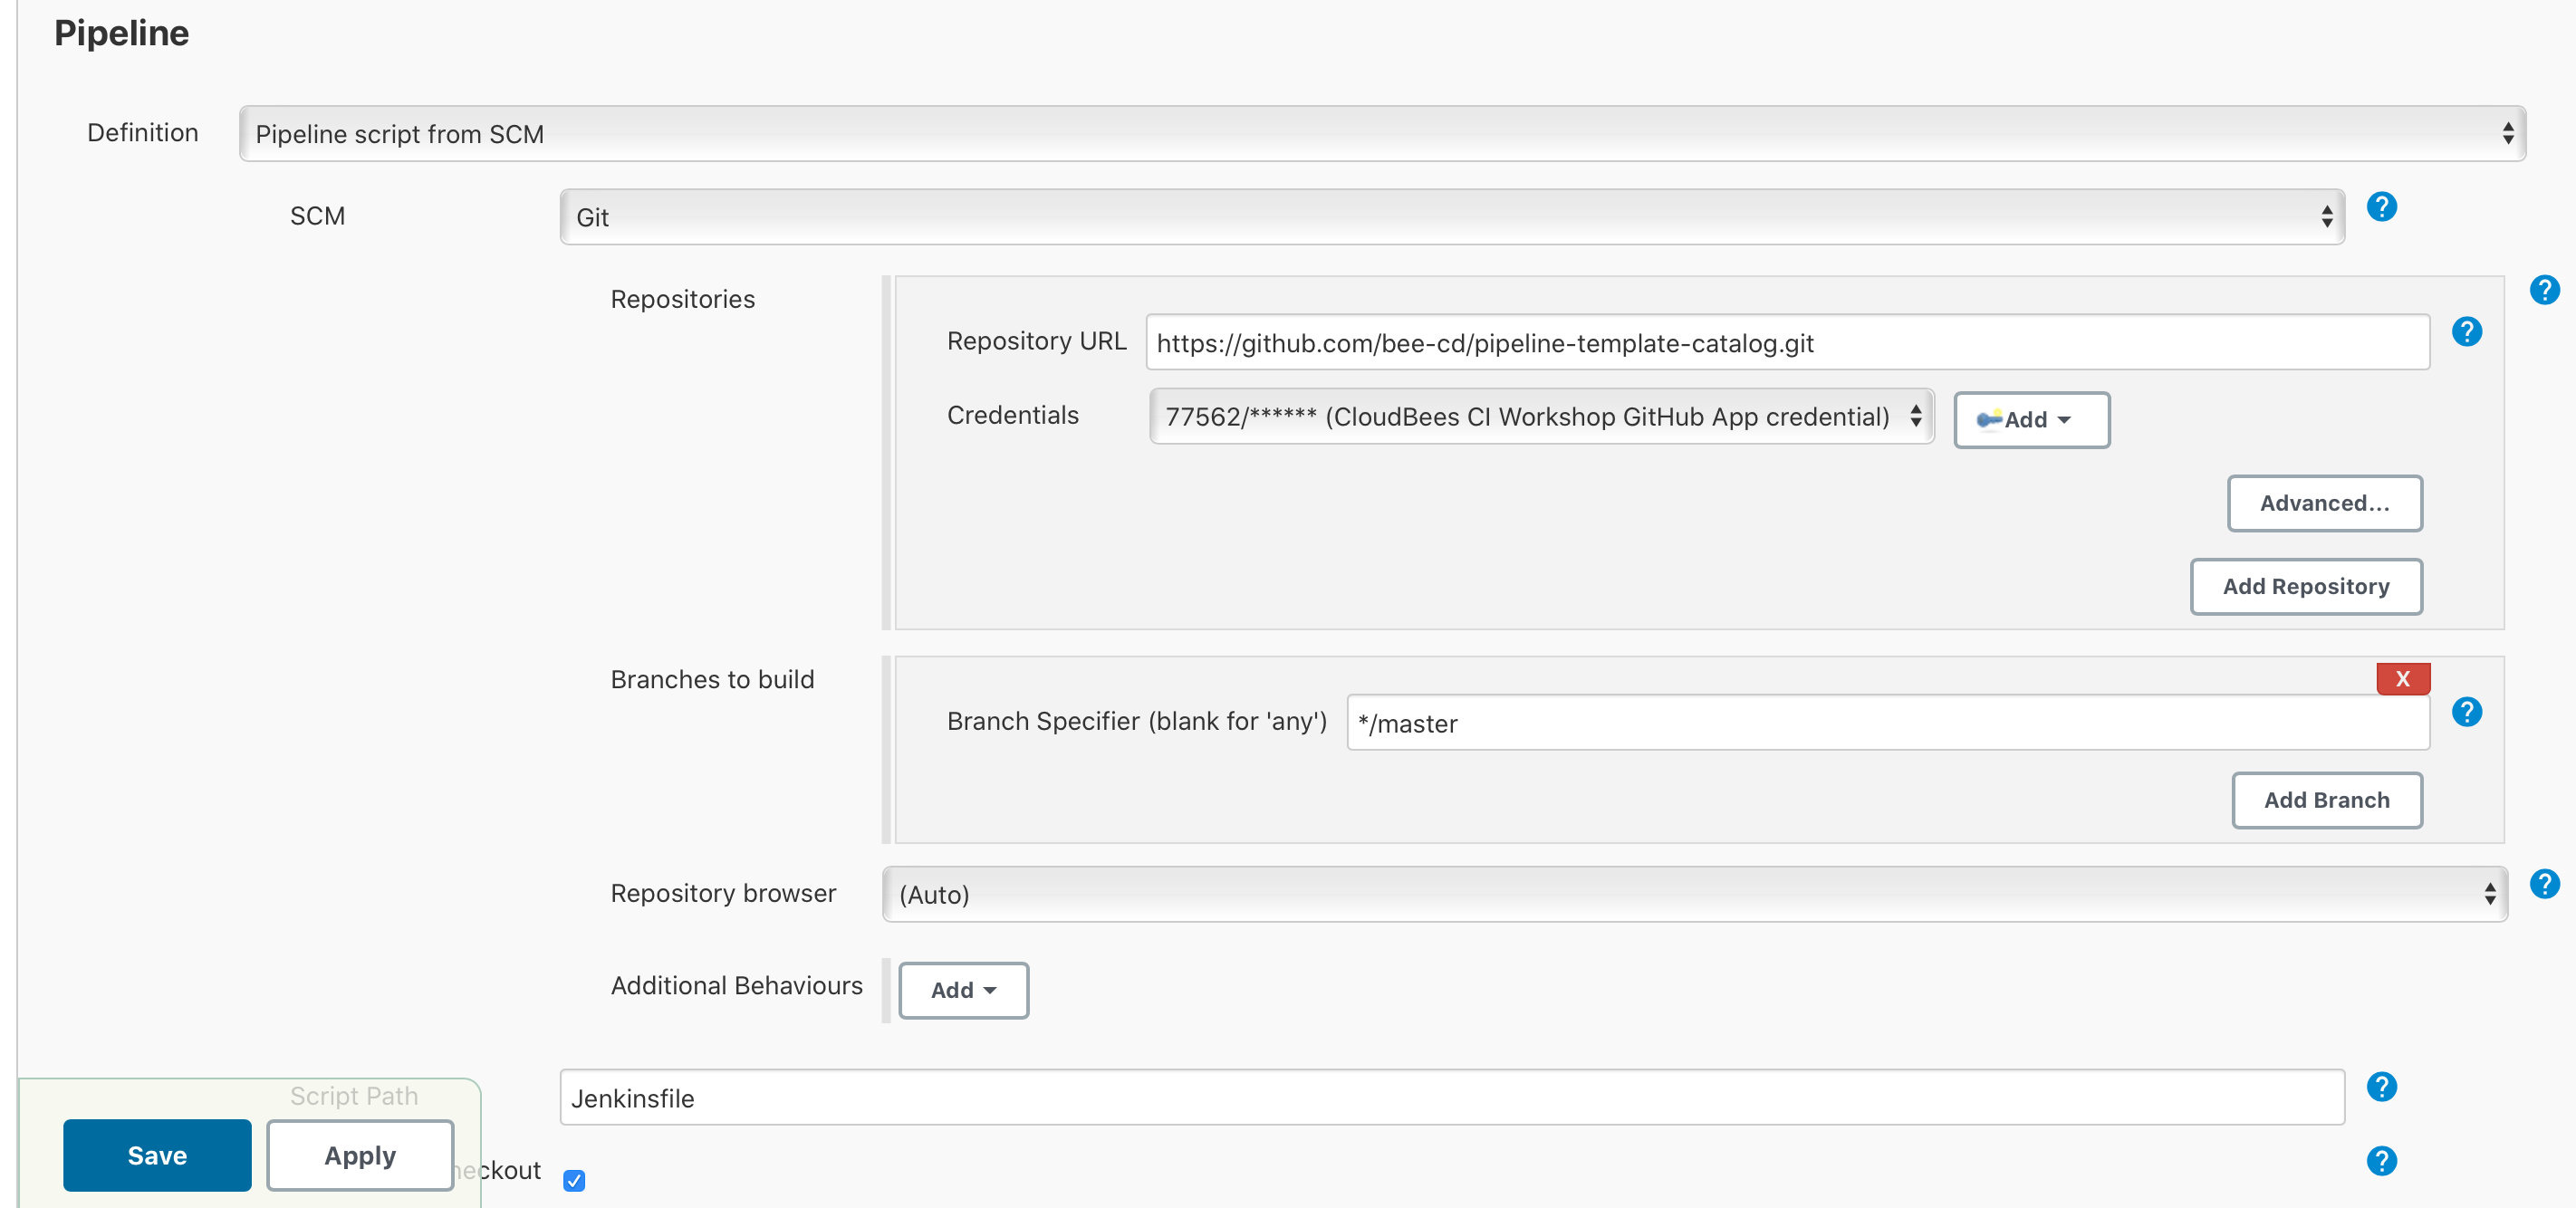 Pipeline
Definition
Pipeline script from SCM
SCM
Git
?
Repositories
?
Repository URL
https://github.com/bee-cd/pipeline-template-catalog.git
?
Credentials
77562/****** (CloudBees CI Workshop GitHub App credential)
Add
Advanced...
Add Repository
Branches to build
X
Branch Specifier (blank for 'any')
*/master
?
Add Branch
Repository browser
(Auto)
?
Additional Behaviours
Add
Script Path
Jenkinsfile
?
Save
Apply
heckout
?